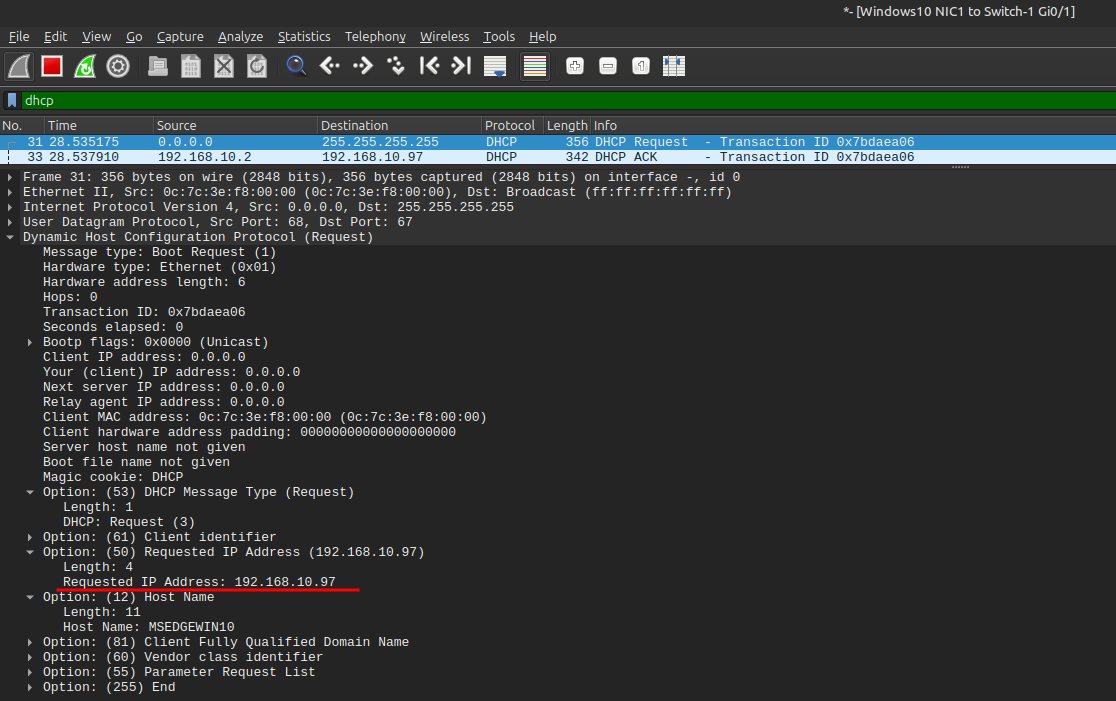 *- [Windows10 NIC1 to Switch-1 Gi0/1]
File Edit View Go Capture Analyze Statistics Telephony Wireless Tools Help
dhcp
No. Time Source Destination Protocol Length Info
31 28.535175 0.0.0.0 255.255.255.255 DHCP 356 DHCP Request - Transaction ID 0x7bdaea06
33 28.537910 192.168.10.2 192.168.10.97 DHCP 342 DHCP ACK - Transaction ID 0x7bdaea06
Frame 31: 356 bytes on wire (2848 bits), 356 bytes captured (2848 bits) on interface -, id 0
Ethernet II, Src: 0c:7c:3e:f8:00:00 (0c:7c:3e:f8:00:00), Dst: Broadcast (ff:ff:ff:ff:ff:ff)
Internet Protocol Version 4, Src: 0.0.0.0, Dst: 255.255.255.255
User Datagram Protocol, Src Port: 68, Dst Port: 67
Dynamic Host Configuration Protocol (Request)
Message type: Boot Request (1)
Hardware type: Ethernet (0x01)
Hardware address length: 6
Hops: 0
Transaction ID: 0x7bdaea06
Seconds elapsed: 0
Bootp flags: 0x0000 (Unicast)
Client IP address: 0.0.0.0
Your (client) IP address: 0.0.0.0
Next server IP address: 0.0.0.0
Relay agent IP address: 0.0.0.0
Client MAC address: 0c:7c:3e:f8:00:00 (0c:7c:3e:f8:00:00)
Client hardware address padding: 00000000000000000000
Server host name not given
Boot file name not given
Magic cookie: DHCP
Option: (53) DHCP Message Type (Request)
Length: 1
DHCP: Request (3)
Option: (61) Client identifier
Option: (50) Requested IP Address (192.168.10.97)
Length: 4
Requested IP Address: 192.168.10.97
Option: (12) Host Name
Length: 11
Host Name: MSEDGEWIN10
Option: (81) Client Fully Qualified Domain Name
Option: (60) Vendor class identifier
Option: (55) Parameter Request List
Option: (255) End